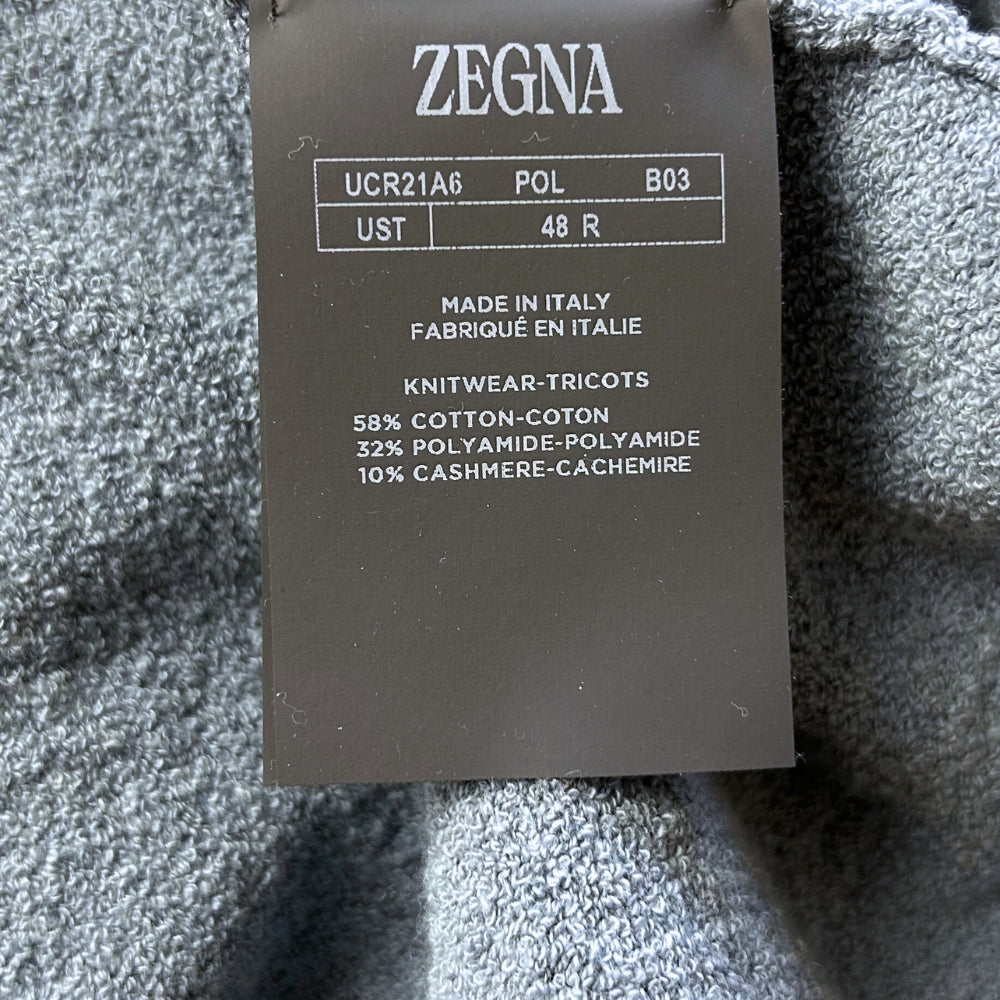 ZEGNA
UCR21A6 POL B03
UST 48 R
MADE IN ITALY
FABRIQUÉ EN ITALIE
KNITWEAR-TRICOTS
58% COTTON-COTON
32% POLYAMIDE-POLYAMIDE
10% CASHMERE-CACHEMIRE